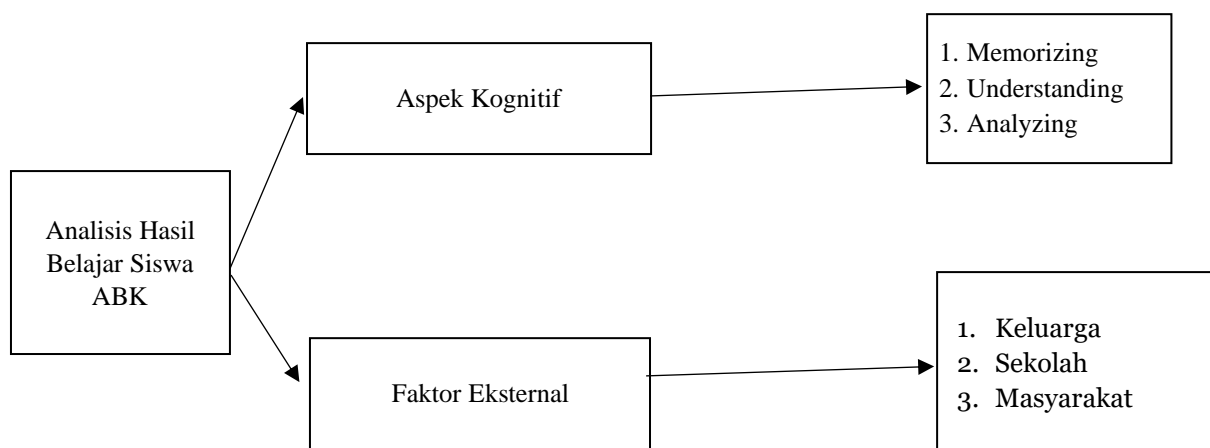 Analisis Hasil
Belajar Siswa
ABK
Aspek Kognitif
1. Memorizing
2. Understanding
3. Analyzing
Faktor Eksternal
1. Keluarga
2. Sekolah
3. Masyarakat